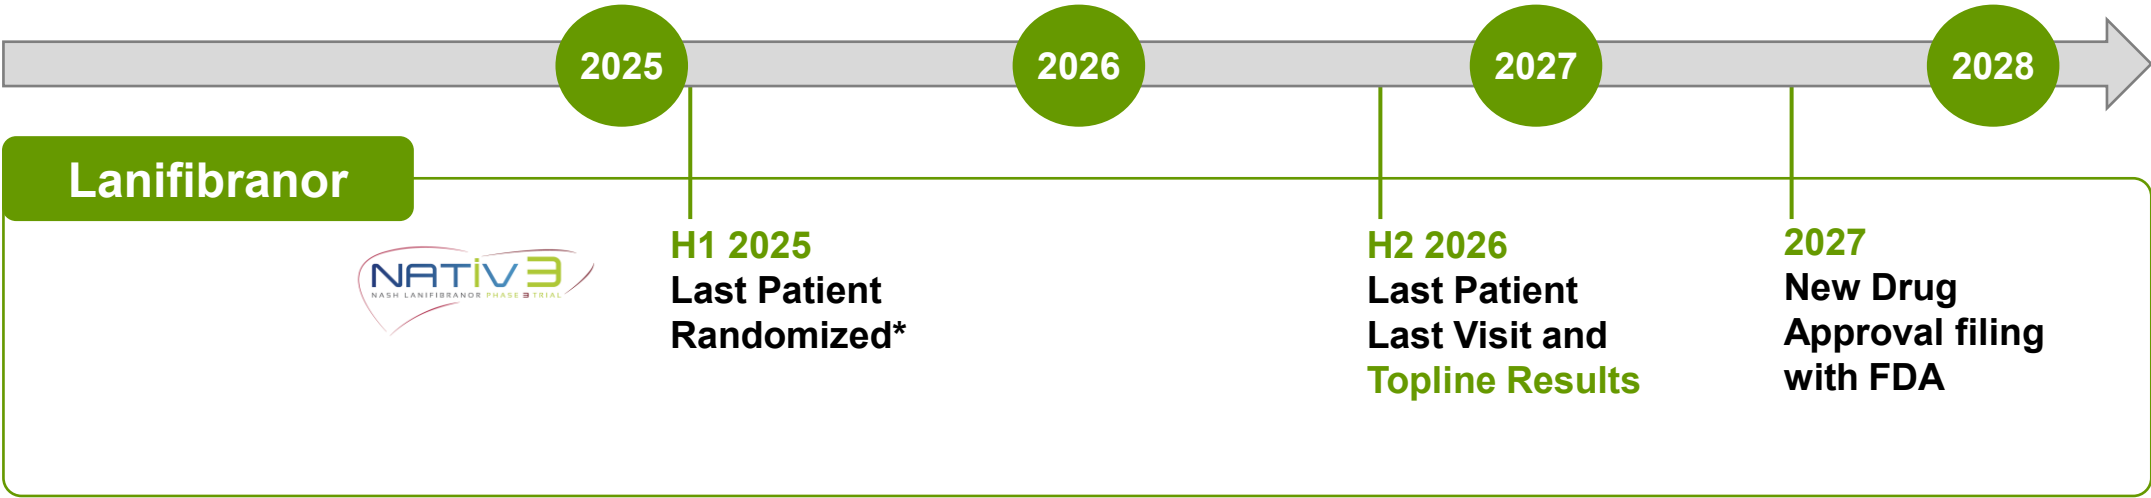 2025
2026
2027
2028
Lanifibranor
NATiV3
NASH LANIFIBRANOR PHASE 3 TRIAL
H1 2025
Last Patient
Randomized*
H2 2026
Last Patient
Last Visit and
Topline Results
2027
New Drug
Approval filing
with FDA